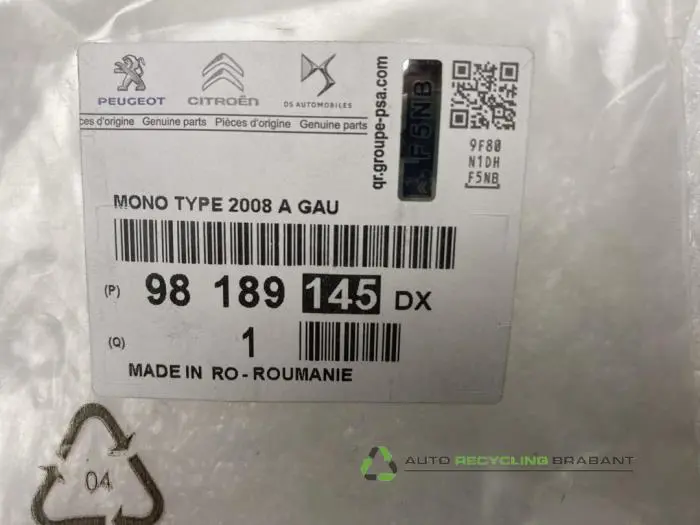 PEUGEOT CITROËN DS AUTOMOBILES
ces d'origine Genuine parts Pièces d'origine Genuine parts
qr.groupe-psa.com
F5NB
9F80
N1DH
F5NB
MONO TYPE 2008 A GAU
(P) 98 189 145 DX
(Q) 1
MADE IN RO - ROUMANIE
04
AUTO RECYCLING BRABANT